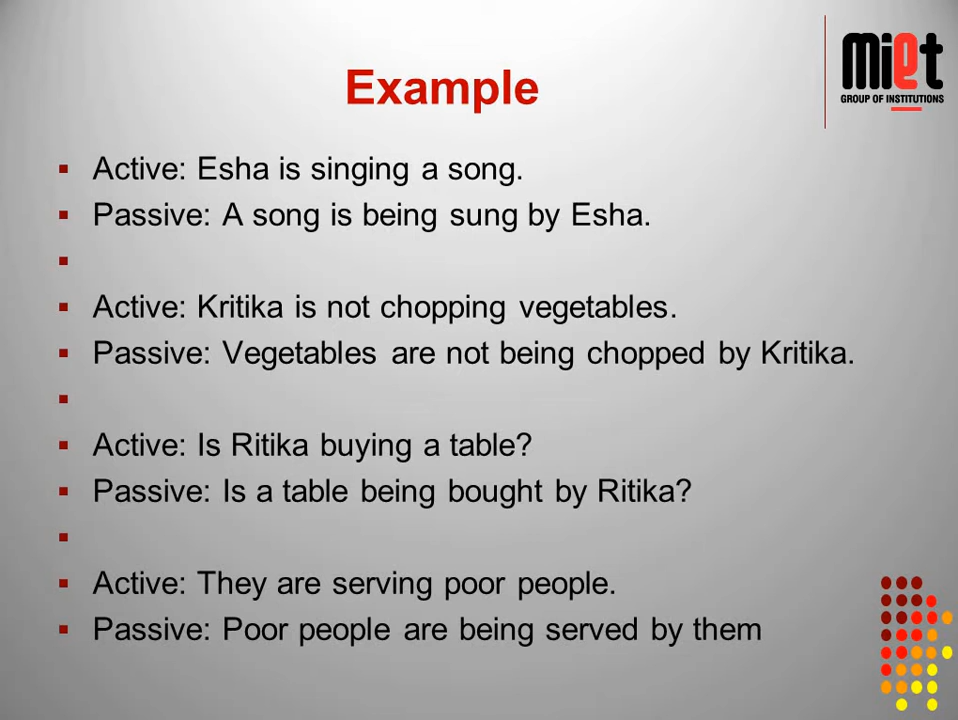 miet
GROUP OF INSTITUTIONS
Example
▪ Active: Esha is singing a song.
▪ Passive: A song is being sung by Esha.
▪
▪ Active: Kritika is not chopping vegetables.
▪ Passive: Vegetables are not being chopped by Kritika.
▪
▪ Active: Is Ritika buying a table?
▪ Passive: Is a table being bought by Ritika?
▪
▪ Active: They are serving poor people.
▪ Passive: Poor people are being served by them